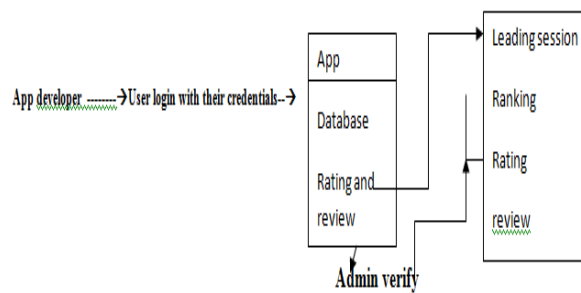 App developer --------→User login with their credentials--→
App
Database
Rating and
review
Admin verify
Leading session
Ranking
Rating
review